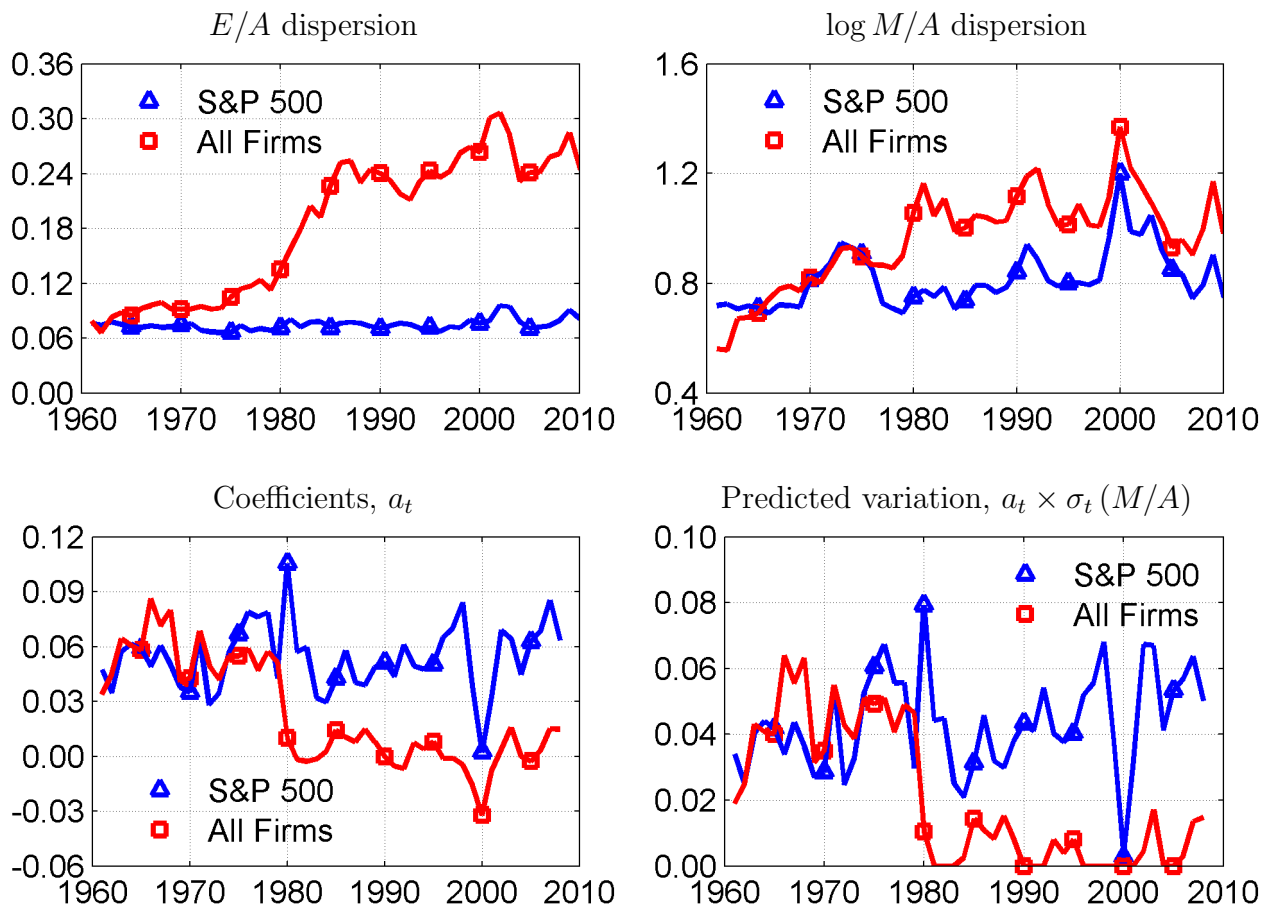 E/A dispersion
0.36
0.30
0.24
0.18
0.12
0.06
0.00
S&P 500
All Firms
1960 1970 1980 1990 2000 2010
log M/A dispersion
1.6
1.2
0.8
0.4
S&P 500
All Firms
1960 1970 1980 1990 2000 2010
Coefficients, a_t
0.12
0.09
0.06
0.03
0.00
-0.03
-0.06
S&P 500
All Firms
1960 1970 1980 1990 2000 2010
Predicted variation, a_t × σ_t (M/A)
0.10
0.08
0.06
0.04
0.02
0.00
S&P 500
All Firms
1960 1970 1980 1990 2000 2010